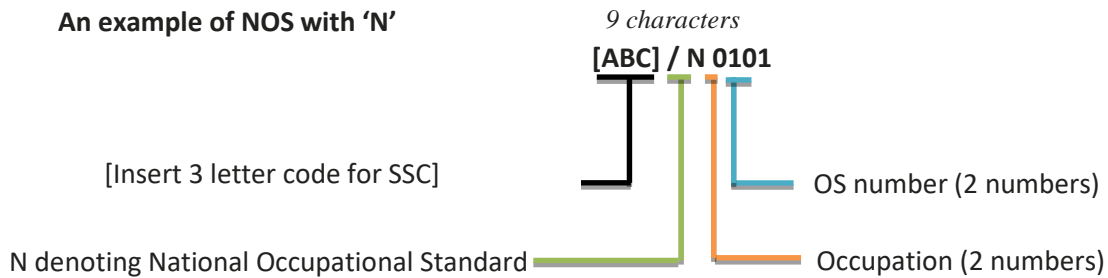 An example of NOS with ‘N’
9 characters
[ABC] / N 0101
[Insert 3 letter code for SSC]
OS number (2 numbers)
N denoting National Occupational Standard
Occupation (2 numbers)